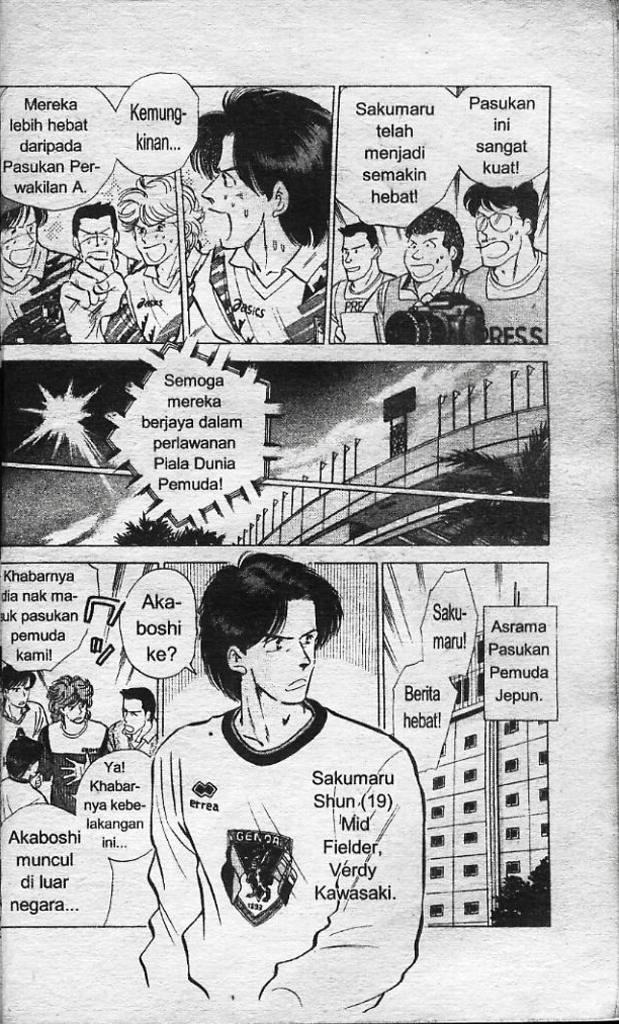 Pasukan
ini
sangat
kuat!
Sakumaru
telah
menjadi
semakin
hebat!
PRE
PRESS
Kemung-
kinan...
asics
Mereka
lebih hebat
daripada
Pasukan Per-
wakilan A.
asics
Semoga
mereka
berjaya dalam
perlawanan
Piala Dunia
Pemuda!
Asrama
Pasukan
Pemuda
Jepun.
Saku-
maru!
Berita
hebat!
Aka-
boshi
ke?
Sakumaru
Shun (19)
Mid
Fielder,
Verdy
Kawasaki.
errea
GENOA
1893
Khabarnya
dia nak ma-
uk pasukan
pemuda
kami!
Ya!
Khabar-
nya kebe-
lakangan
ini...
Akaboshi
muncul
di luar
negara...